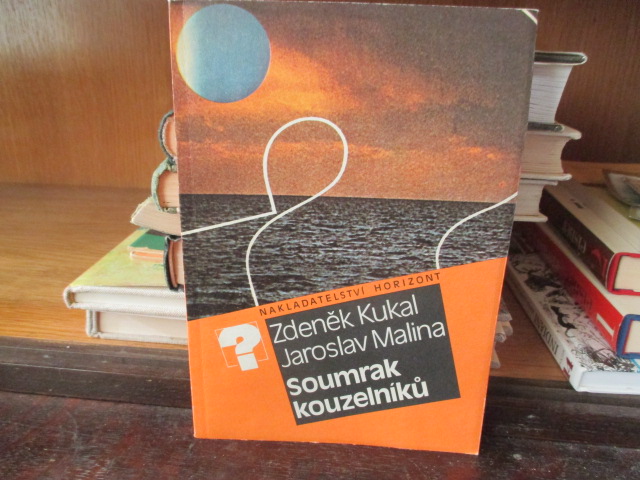 NAKLADATELSTVÍ HORIZONT
?
Zdeněk Kukal
Jaroslav Malina
soumrak
kouzelníků